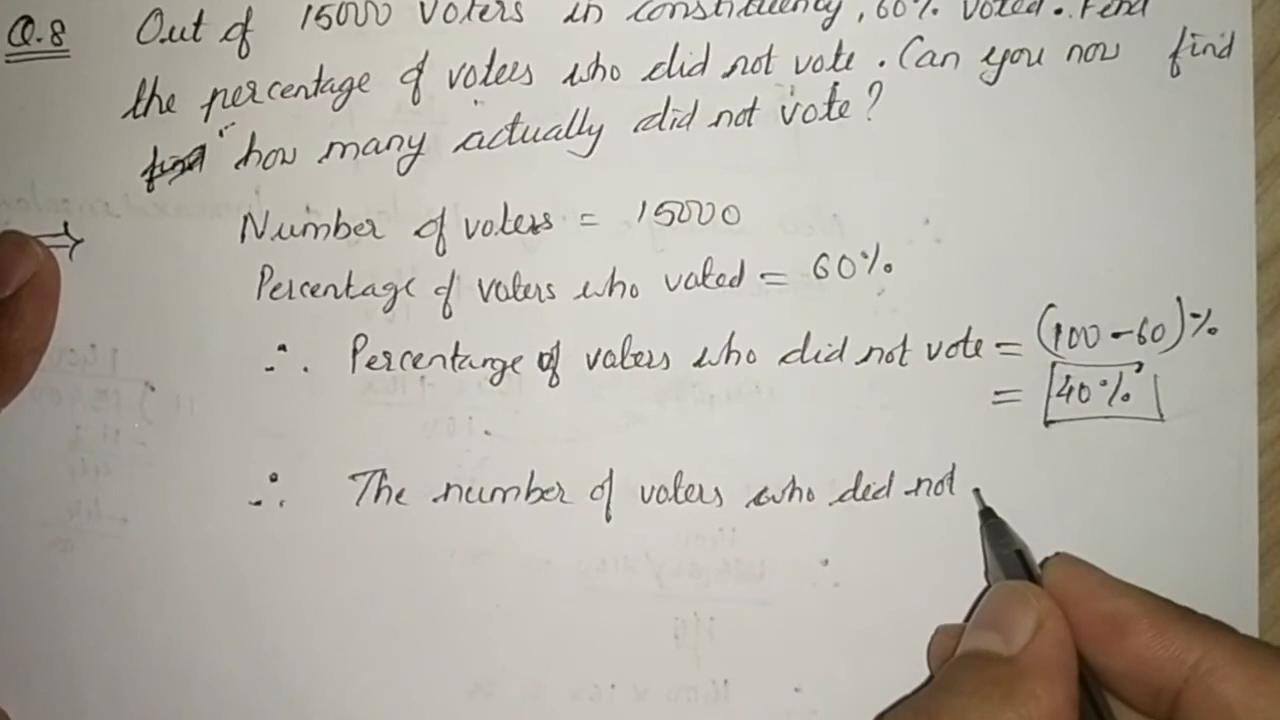 Q.8 Out of 15000 voters in constituency, 60% voted. Find
the percentage of voters who did not vote. Can you now find
how many actually did not vote?
⇒ Number of voters = 15000
Percentage of voters who voted = 60%
∴ Percentage of voters who did not vote = (100-60)%
= 40%
∴ The number of voters who did not